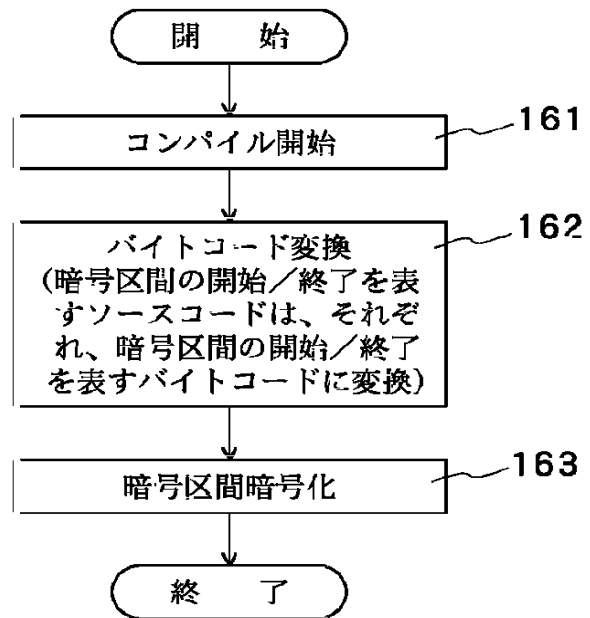 開 始
コンパイル開始
161
バイトコード変換
162
(暗号区間の開始/終了を表
すソースコードは、それぞ
れ、暗号区間の開始/終了
を表すバイトコードに変換)
暗号区間暗号化
163
終 了